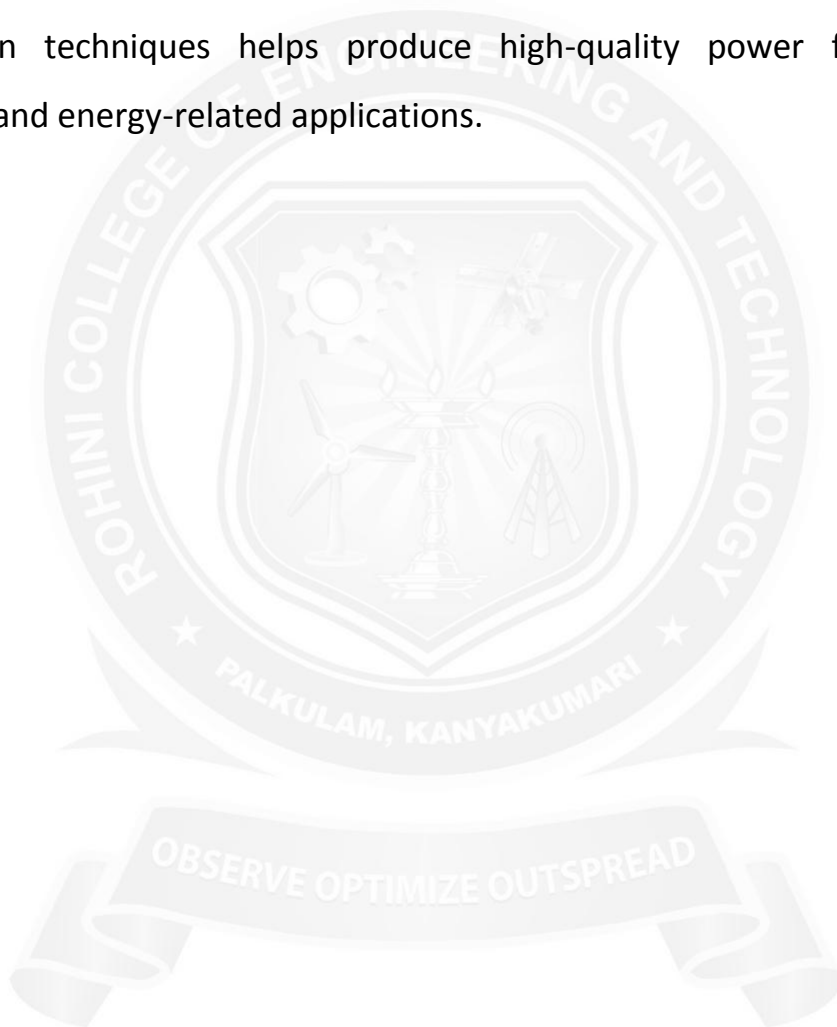 n techniques helps produce high-quality power f
and energy-related applications.
ROHINI COLLEGE OF ENGINEERING AND TECHNOLOGY
PALKULAM, KANYAKUMARI
OBSERVE OPTIMIZE OUTSPREAD